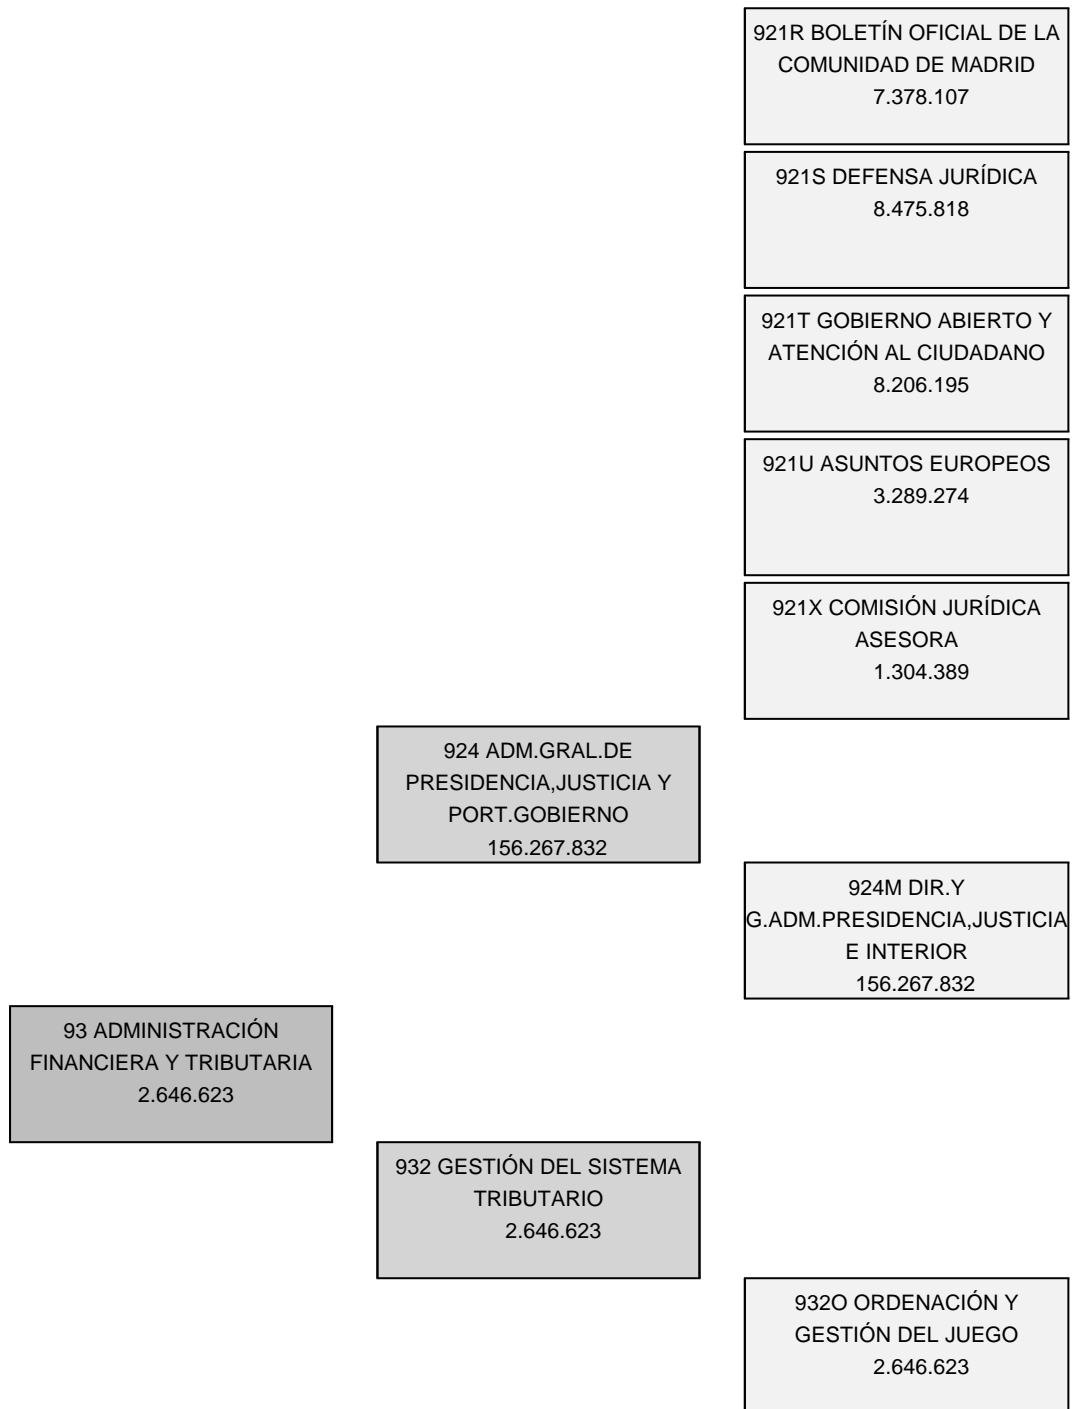 921R BOLETÍN OFICIAL DE LA
COMUNIDAD DE MADRID
7.378.107
921S DEFENSA JURÍDICA
8.475.818
921T GOBIERNO ABIERTO Y
ATENCIÓN AL CIUDADANO
8.206.195
921U ASUNTOS EUROPEOS
3.289.274
921X COMISIÓN JURÍDICA
ASESORA
1.304.389
924 ADM.GRAL.DE
PRESIDENCIA,JUSTICIA Y
PORT.GOBIERNO
156.267.832
924M DIR.Y
G.ADM.PRESIDENCIA,JUSTICIA
E INTERIOR
156.267.832
93 ADMINISTRACIÓN
FINANCIERA Y TRIBUTARIA
2.646.623
932 GESTIÓN DEL SISTEMA
TRIBUTARIO
2.646.623
932O ORDENACIÓN Y
GESTIÓN DEL JUEGO
2.646.623